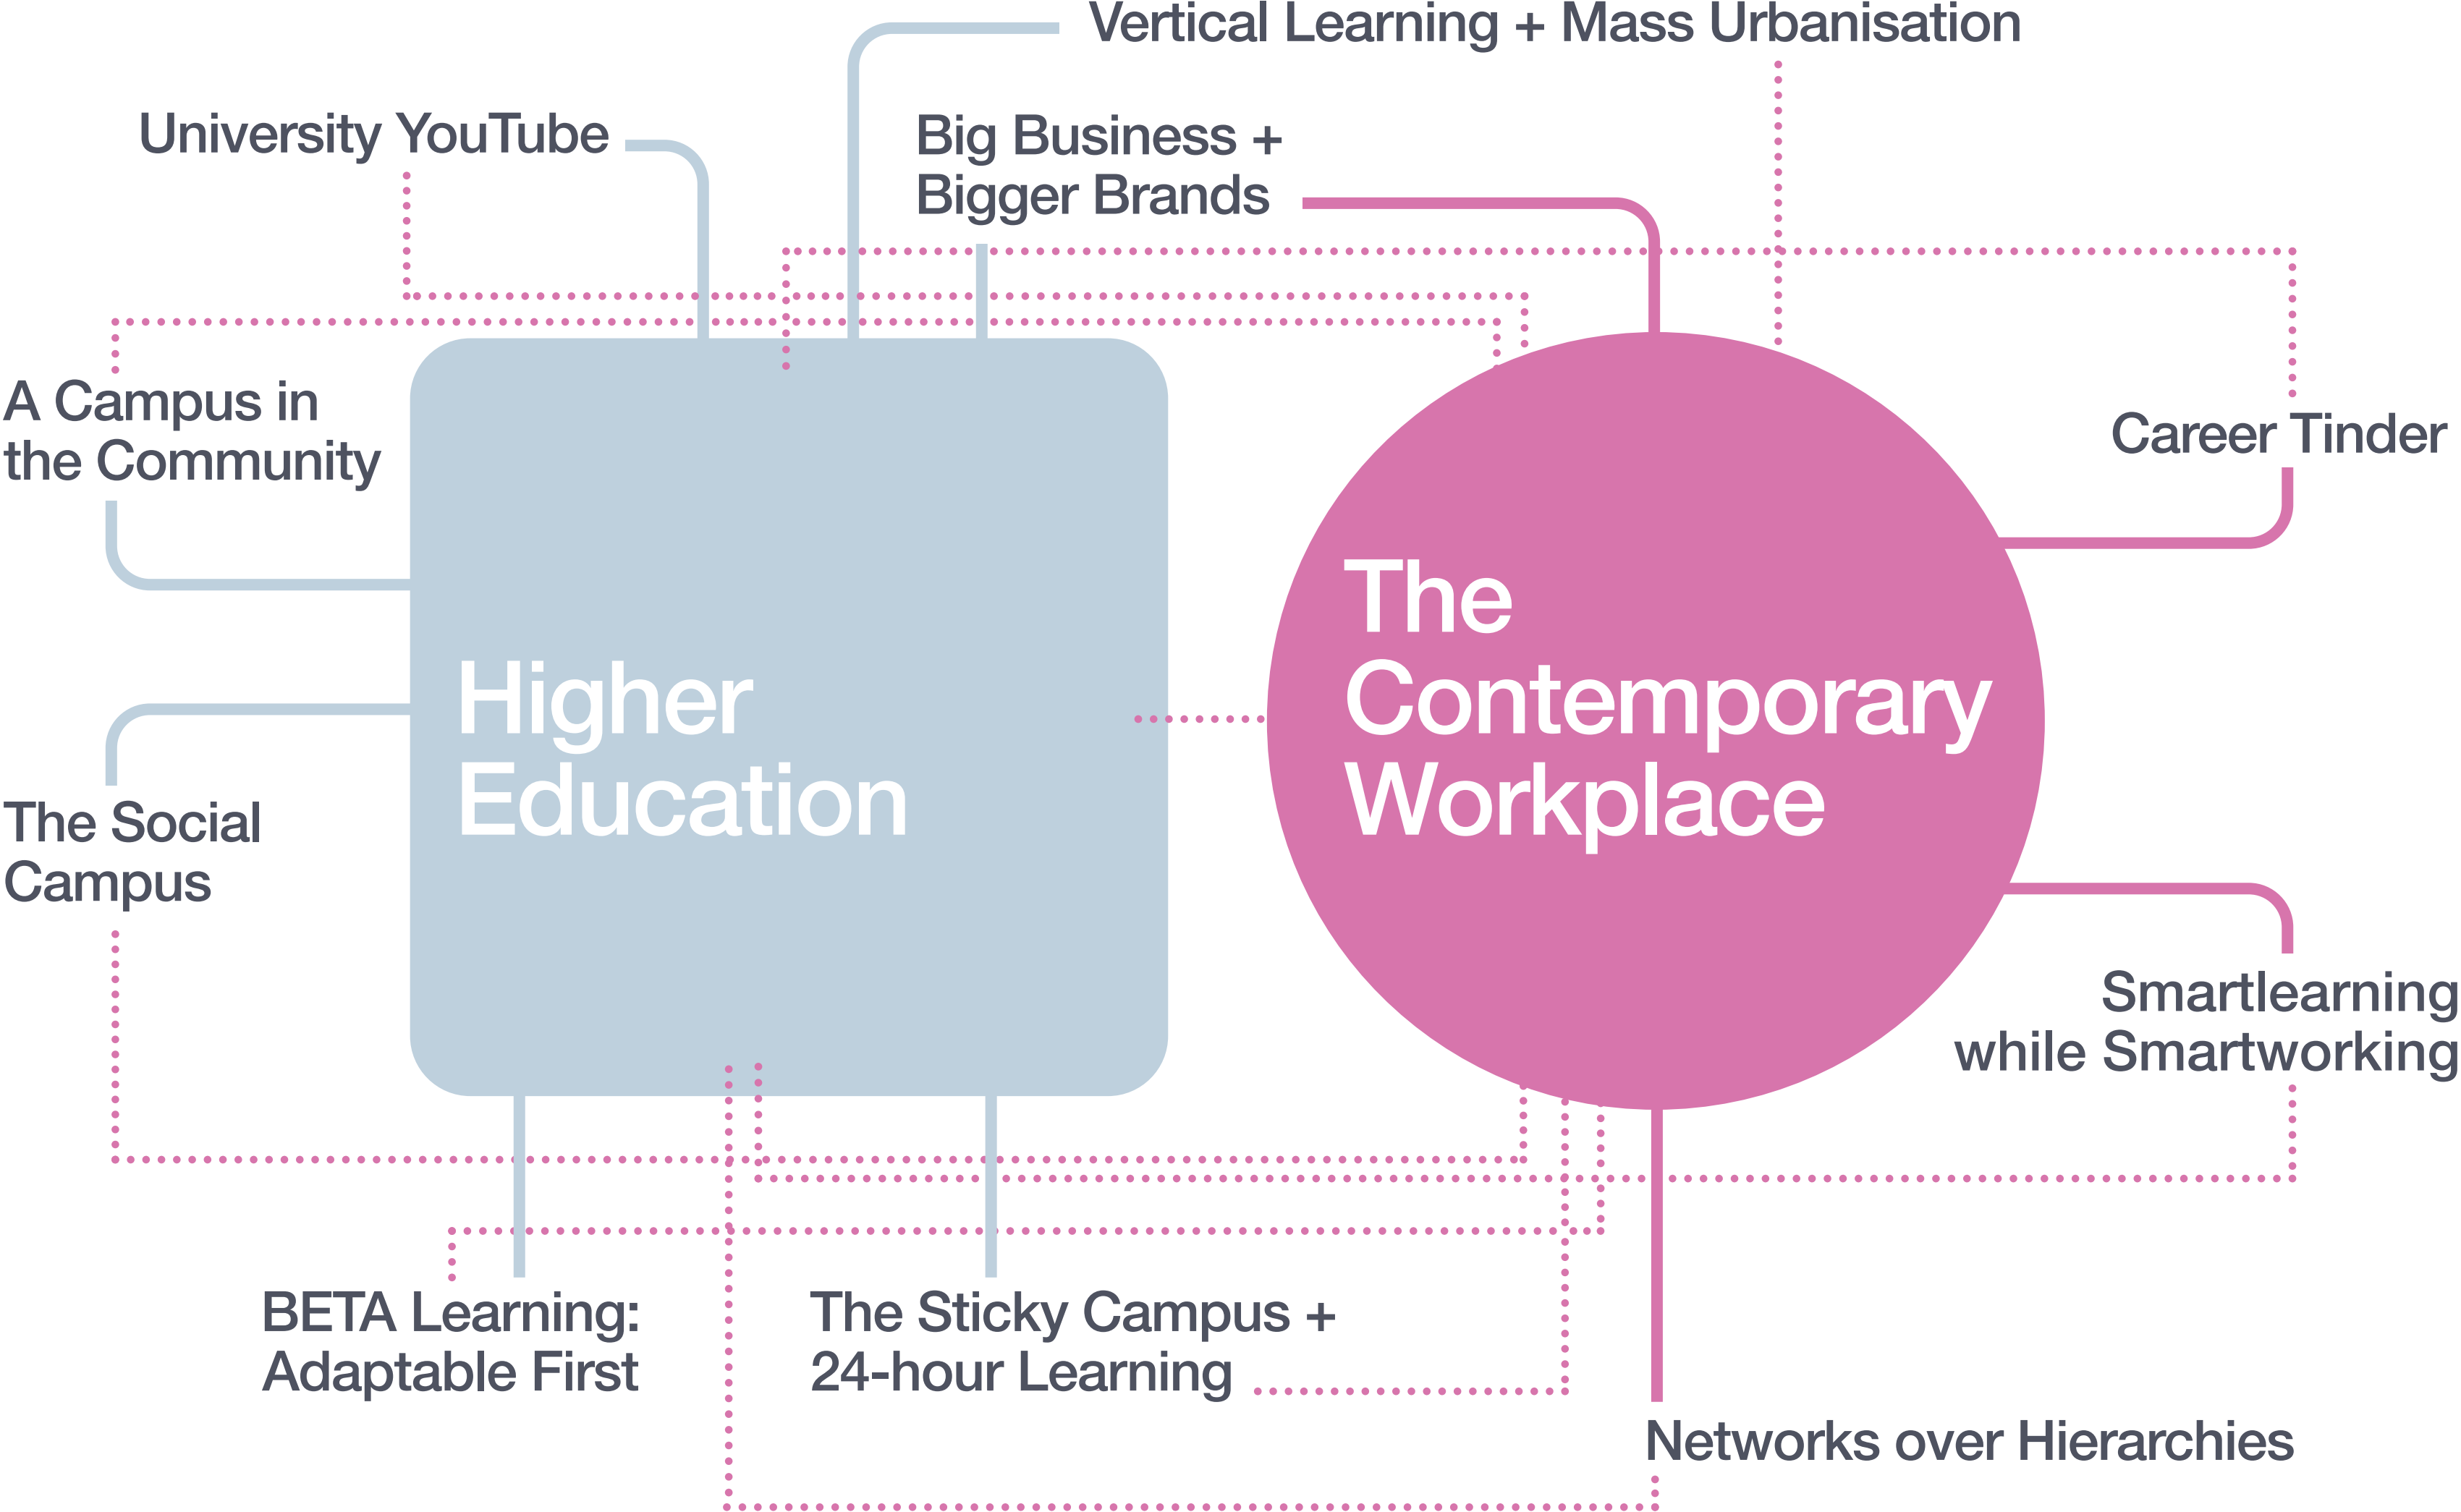 Vertical Learning + Mass Urbanisation
University YouTube
Big Business +
Bigger Brands
A Campus in
the Community
Career Tinder
Higher
Education
The
Contemporary
Workplace
The Social
Campus
Smartlearning
while Smartworking
BETA Learning:
Adaptable First
The Sticky Campus +
24-hour Learning
Networks over Hierarchies